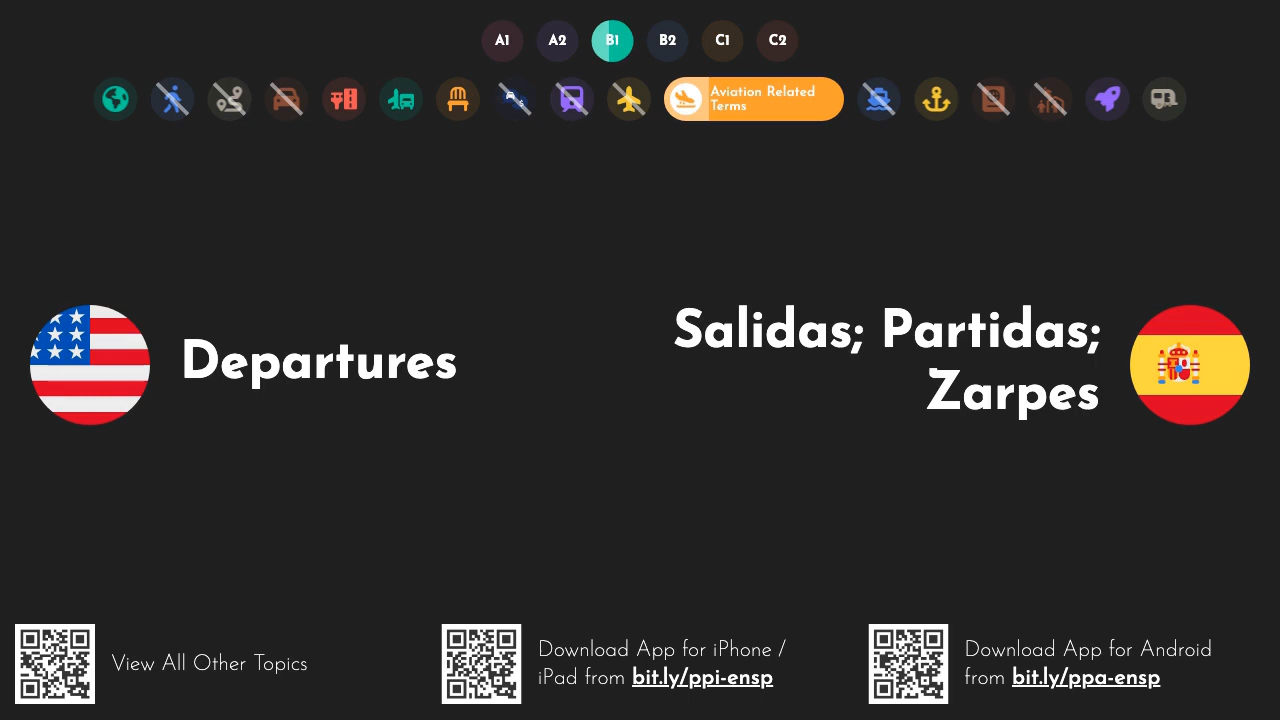 A1 A2 B1 B2 C1 C2
Aviation Related
Terms
Departures
Salidas; Partidas;
Zarpes
View All Other Topics
Download App for iPhone /
iPad from bit.ly/ppi-ensp
Download App for Android
from bit.ly/ppa-ensp